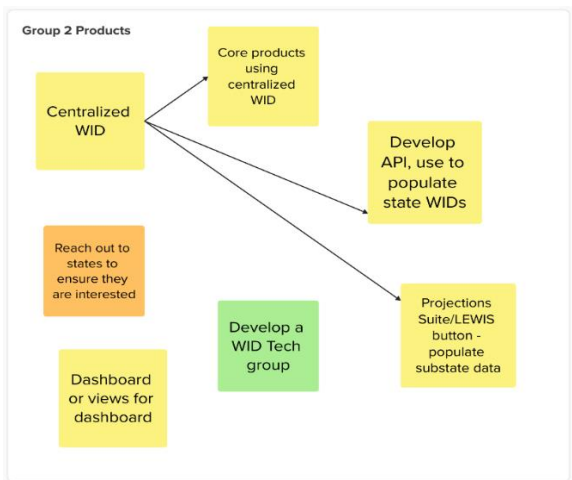 Group 2 Products
Core products
using
centralized
WID
Centralized
WID
Develop
API, use to
populate
state WIDs
Reach out to
states to
ensure they
are interested
Projections
Suite/LEWIS
button -
populate
substate data
Develop a
WID Tech
group
Dashboard
or views for
dashboard